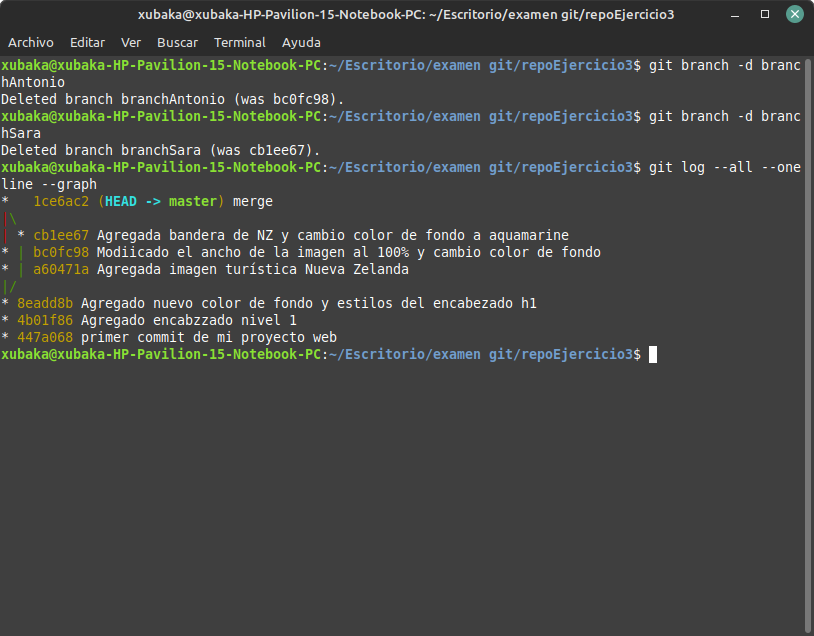 xubaka@xubaka-HP-Pavilion-15-Notebook-PC: ~/Escritorio/examen git/repoEjercicio3
Archivo Editar Ver Buscar Terminal Ayuda
xubaka@xubaka-HP-Pavilion-15-Notebook-PC:~/Escritorio/examen git/repoEjercicio3$ git branch -d branc
hAntonio
Deleted branch branchAntonio (was bc0fc98).
xubaka@xubaka-HP-Pavilion-15-Notebook-PC:~/Escritorio/examen git/repoEjercicio3$ git branch -d branc
hSara
Deleted branch branchSara (was cb1ee67).
xubaka@xubaka-HP-Pavilion-15-Notebook-PC:~/Escritorio/examen git/repoEjercicio3$ git log --all --one
line --graph
*   1ce6ac2 (HEAD -> master) merge
|\
| * cb1ee67 Agregada bandera de NZ y cambio color de fondo a aquamarine
* | bc0fc98 Modiicado el ancho de la imagen al 100% y cambio color de fondo
* | a60471a Agregada imagen turística Nueva Zelanda
|/
* 8eadd8b Agregado nuevo color de fondo y estilos del encabezado h1
* 4b01f86 Agregado encabzzado nivel 1
* 447a068 primer commit de mi proyecto web
xubaka@xubaka-HP-Pavilion-15-Notebook-PC:~/Escritorio/examen git/repoEjercicio3$